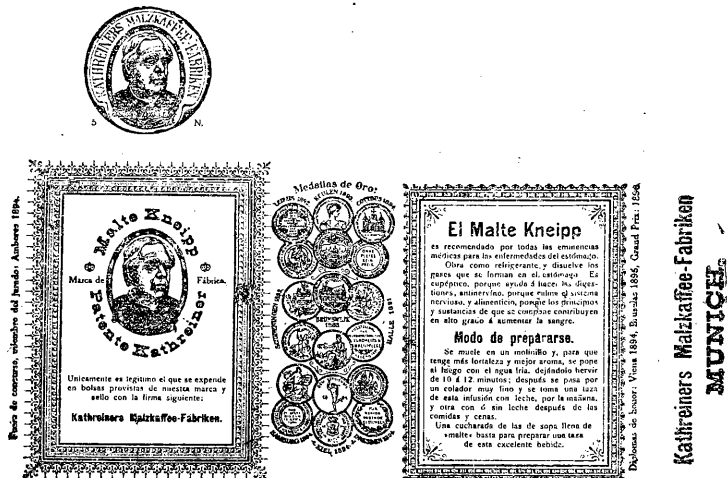 KATHREINERS MALZKAFFEE-FABRIKEN
S N.
Fuera de concurso, miembro del Jurado: Amberes 1894.
Malto Kneipp
Marca de Fábrica.
Patente Kathreiner
Unicamente es legítimo el que se expende
en bolsas provistas de nuestra marca y
sello con la firma siguiente:
Kathreiners Malzkaffee-Fabriken.
Medallas de Oro:
El Malte Kneipp
es recomendado por todas las eminencias
médicas para las enfermedades del estómago.
Obra como refrigerante, y disuelve los
gases que se forman en el estómago. Es
eupéptico, porque ayuda á hacer las digestiones,
antinervino, porque calma el sistema
nervioso, y alimenticio, porque los principios
y sustancias de que se compone contribuyen
en alto grado á aumentar la sangre.
Modo de prepararse.
Se muele en un molinillo y, para que
tenga más fortaleza y mejor aroma, se pone
al fuego con el agua fria, dejándolo hervir
de 10 á 12 minutos; después se pasa por
un colador muy fino y se toma una taza
de esta infusión con leche, por la mañana,
y otra con ó sin leche después de las
comidas y cenas.
Una cucharada de las de sopa llena de
«malte» basta para preparar una taza
de esta excelente bebida.
Diplomas de honor: Viena 1894, Bruselas 1896, Grand Prix: 1896.
Kathreiners Malzkaffee-Fabriken
MUNICH.